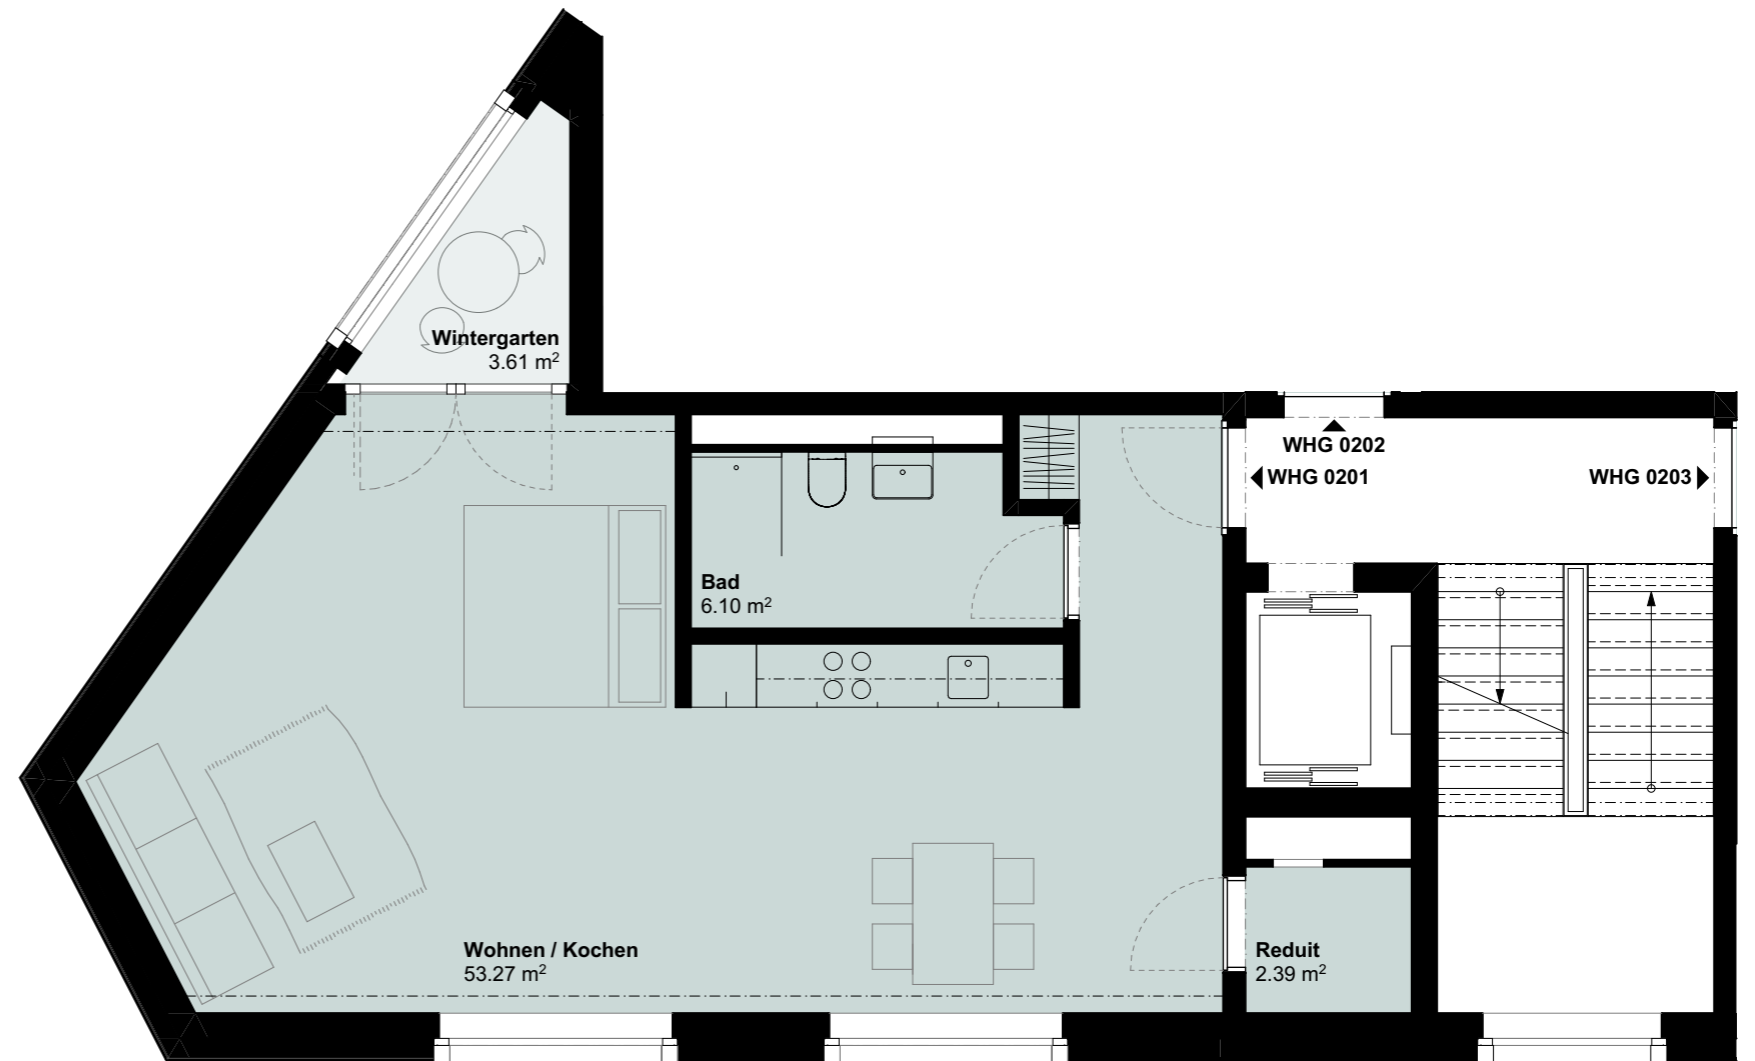 Wintergarten
3.61 m²
WHG 0202
WHG 0201
WHG 0203
Bad
6.10 m²
Wohnen / Kochen
53.27 m²
Reduit
2.39 m²